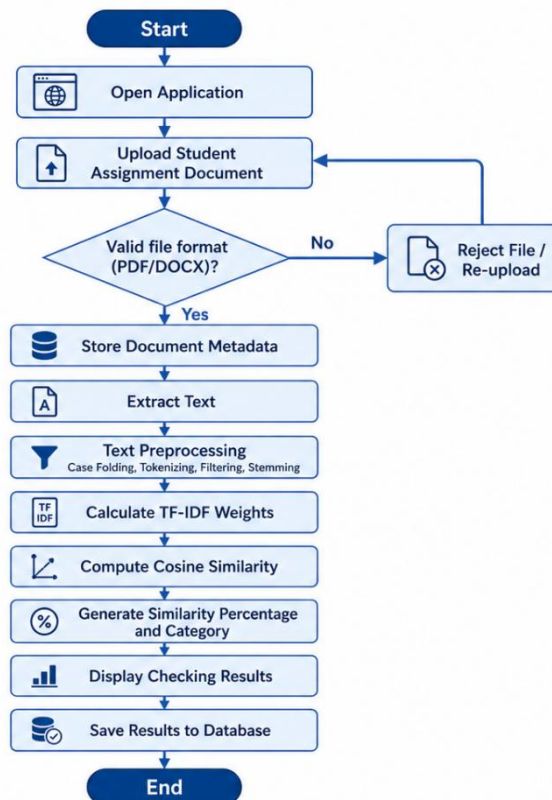 Start
Open Application
Upload Student
Assignment Document
Valid file format
(PDF/DOCX)?
No
Reject File /
Re-upload
Yes
Store Document Metadata
A
Extract Text
Text Preprocessing
Case Folding, Tokenizing, Filtering, Stemming
TF
IDF
Calculate TF-IDF Weights
Compute Cosine Similarity
%
Generate Similarity Percentage
and Category
Display Checking Results
Save Results to Database
End